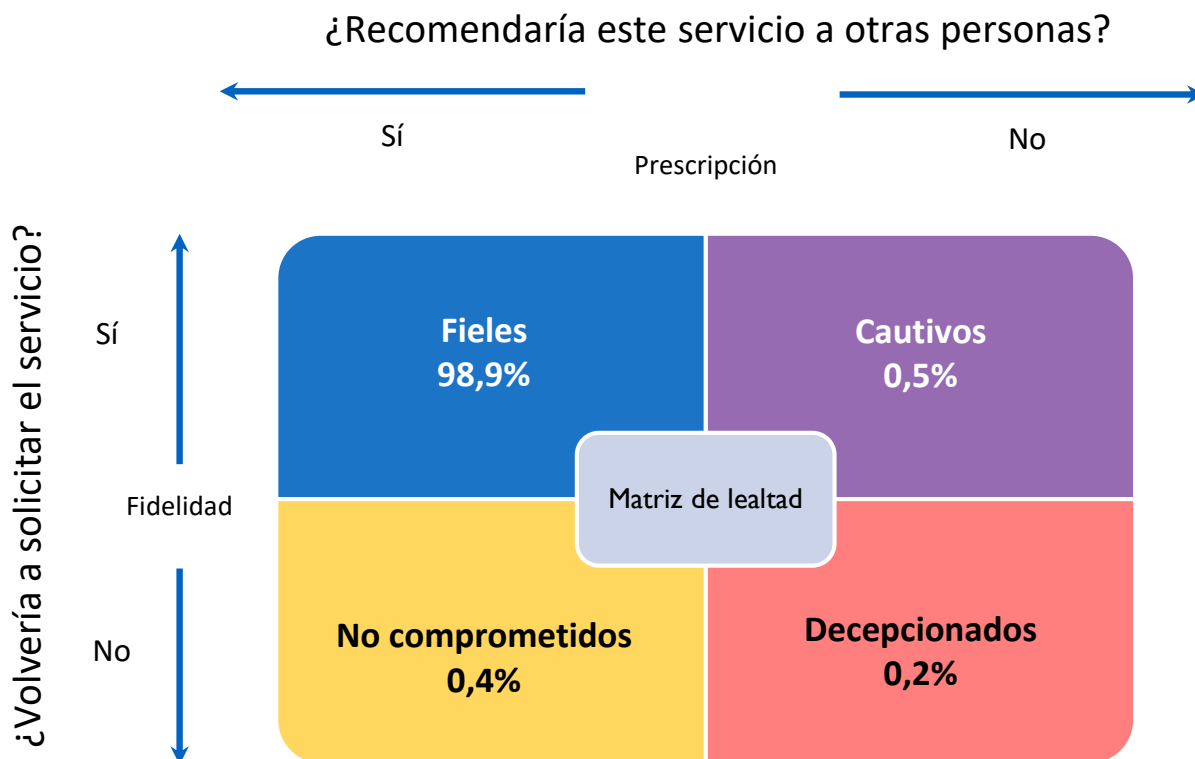 ¿Recomendaría este servicio a otras personas?
Sí
No
Prescripción
¿Volvería a solicitar el servicio?
Sí
Fidelidad
No
Fieles
98,9%
Cautivos
0,5%
Matriz de lealtad
No comprometidos
0,4%
Decepcionados
0,2%